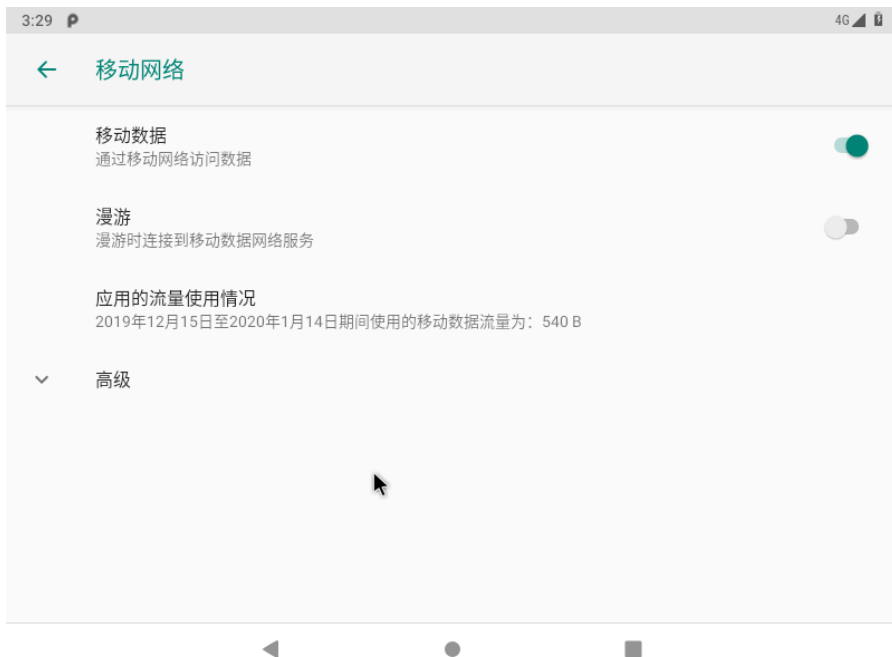 3:29
4G
移动网络
移动数据
通过移动网络访问数据
漫游
漫游时连接到移动数据网络服务
应用的流量使用情况
2019年12月15日至2020年1月14日期间使用的移动数据流量为：540 B
高级